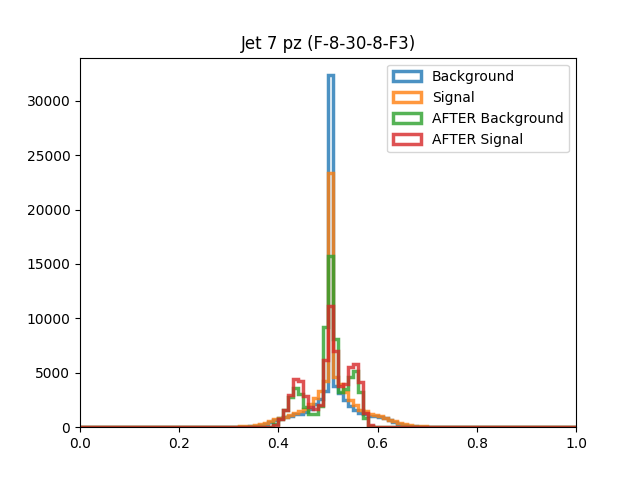 Jet 7 pz (F-8-30-8-F3)
Background
Signal
AFTER Background
AFTER Signal
30000
25000
20000
15000
10000
5000
0
0.0 0.2 0.4 0.6 0.8 1.0